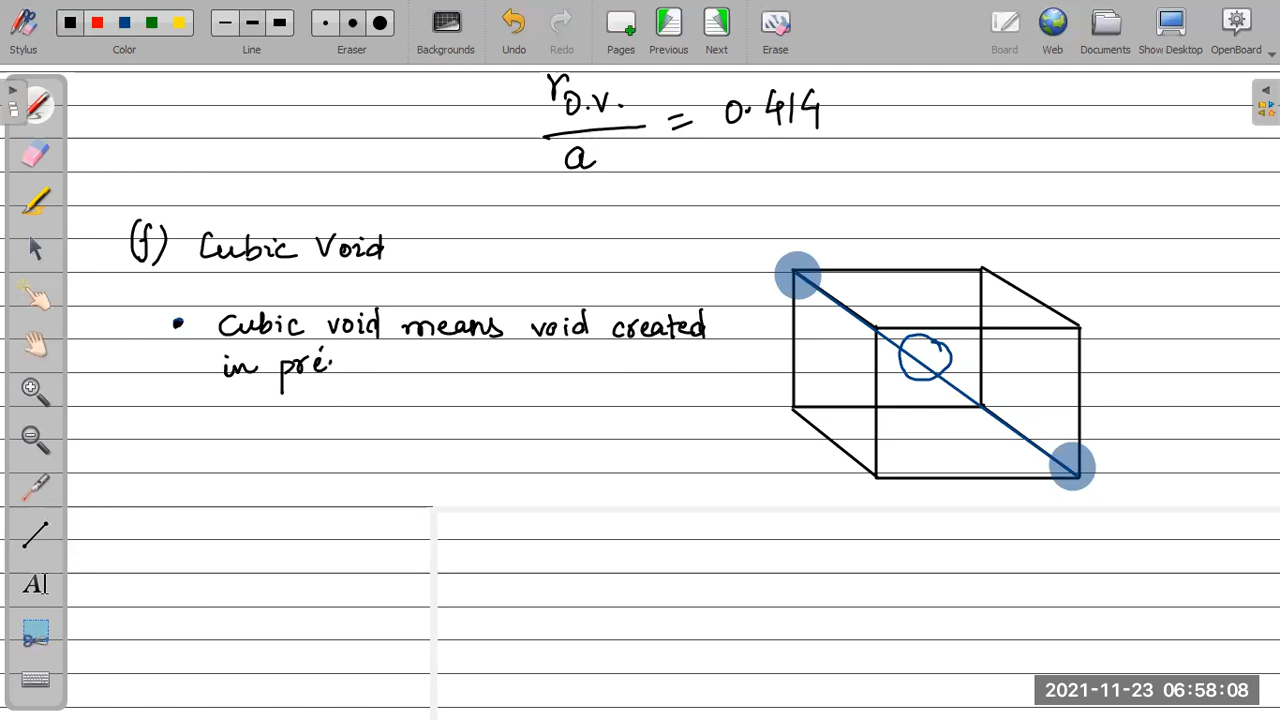 Stylus
Color
Line
Eraser
Backgrounds
Undo
Redo
Pages
Previous
Next
Erase
Board
Web
Documents
Show Desktop
OpenBoard
r₀.ᵥ. / a = 0.414
(f) Cubic Void
• Cubic void means void created
in pre
A
2021-11-23 06:58:08